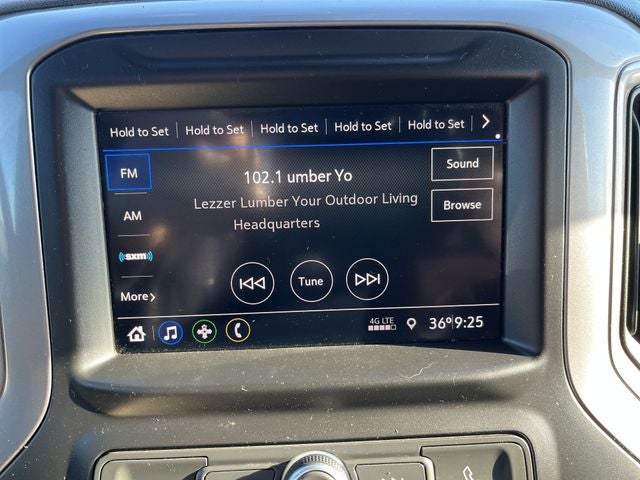 Hold to Set Hold to Set Hold to Set Hold to Set Hold to Set >
FM 102.1 umber Yo Sound
Lezzer Lumber Your Outdoor Living Headquarters
Browse
AM
sxm
Tune
More >
4G LTE 36° 9:25